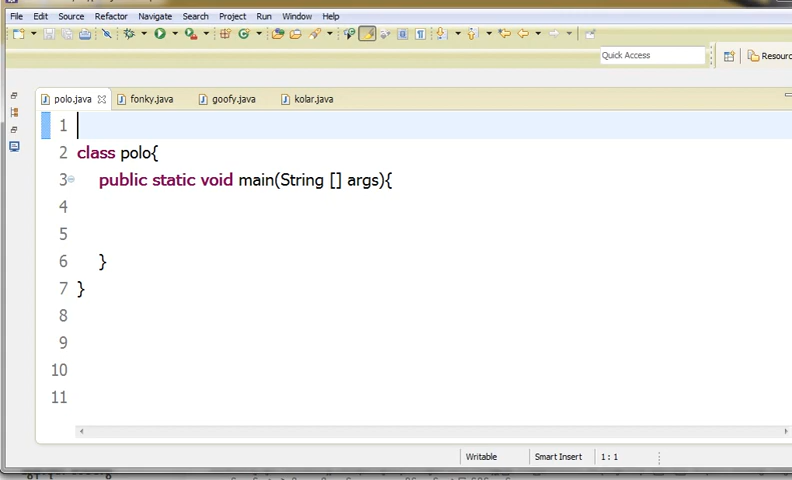 File Edit Source Refactor Navigate Search Project Run Window Help
Quick Access
Resourc
polo.java fonky.java goofy.java kolar.java
1
2 class polo{
3 public static void main(String [] args){
4
5
6 }
7 }
8
9
10
11
Writable Smart Insert 1 : 1